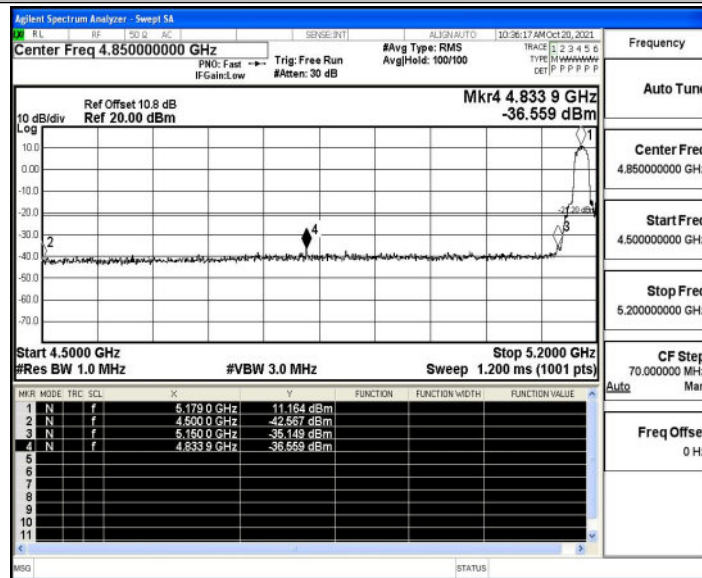 Agilent Spectrum Analyzer - Swept SA
RL RF 50 Ω AC SENSE:INT ALIGNAUTO 10:36:17 AM Oct 20, 2021
Center Freq 4.850000000 GHz
PNO: Fast
IFGain:Low
Trig: Free Run
#Atten: 30 dB
#Avg Type: RMS
Avg|Hold: 100/100
TRACE 1 2 3 4 5 6
TYPE M WWWWW
DET P P P P P P
Ref Offset 10.8 dB
Ref 20.00 dBm
10 dB/div
Log
Mkr4 4.833 9 GHz
-36.559 dBm
10.0
0.00
-10.0
-20.0
-30.0
-40.0
-50.0
-60.0
-70.0
1
2
3
4
-21.20 dBm
Start 4.5000 GHz
#Res BW 1.0 MHz
#VBW 3.0 MHz
Stop 5.2000 GHz
Sweep 1.200 ms (1001 pts)
MKR MODE TRC SCL X Y FUNCTION FUNCTION WIDTH FUNCTION VALUE
1 N f 5.179 0 GHz 11.164 dBm
2 N f 4.500 0 GHz -42.567 dBm
3 N f 5.150 0 GHz -35.149 dBm
4 N f 4.833 9 GHz -36.559 dBm
5
6
7
8
9
10
11
MSG STATUS
Frequency
Auto Tune
Center Freq
4.850000000 GHz
Start Freq
4.500000000 GHz
Stop Freq
5.200000000 GHz
CF Step
70.000000 MHz
Auto Man
Freq Offset
0 Hz